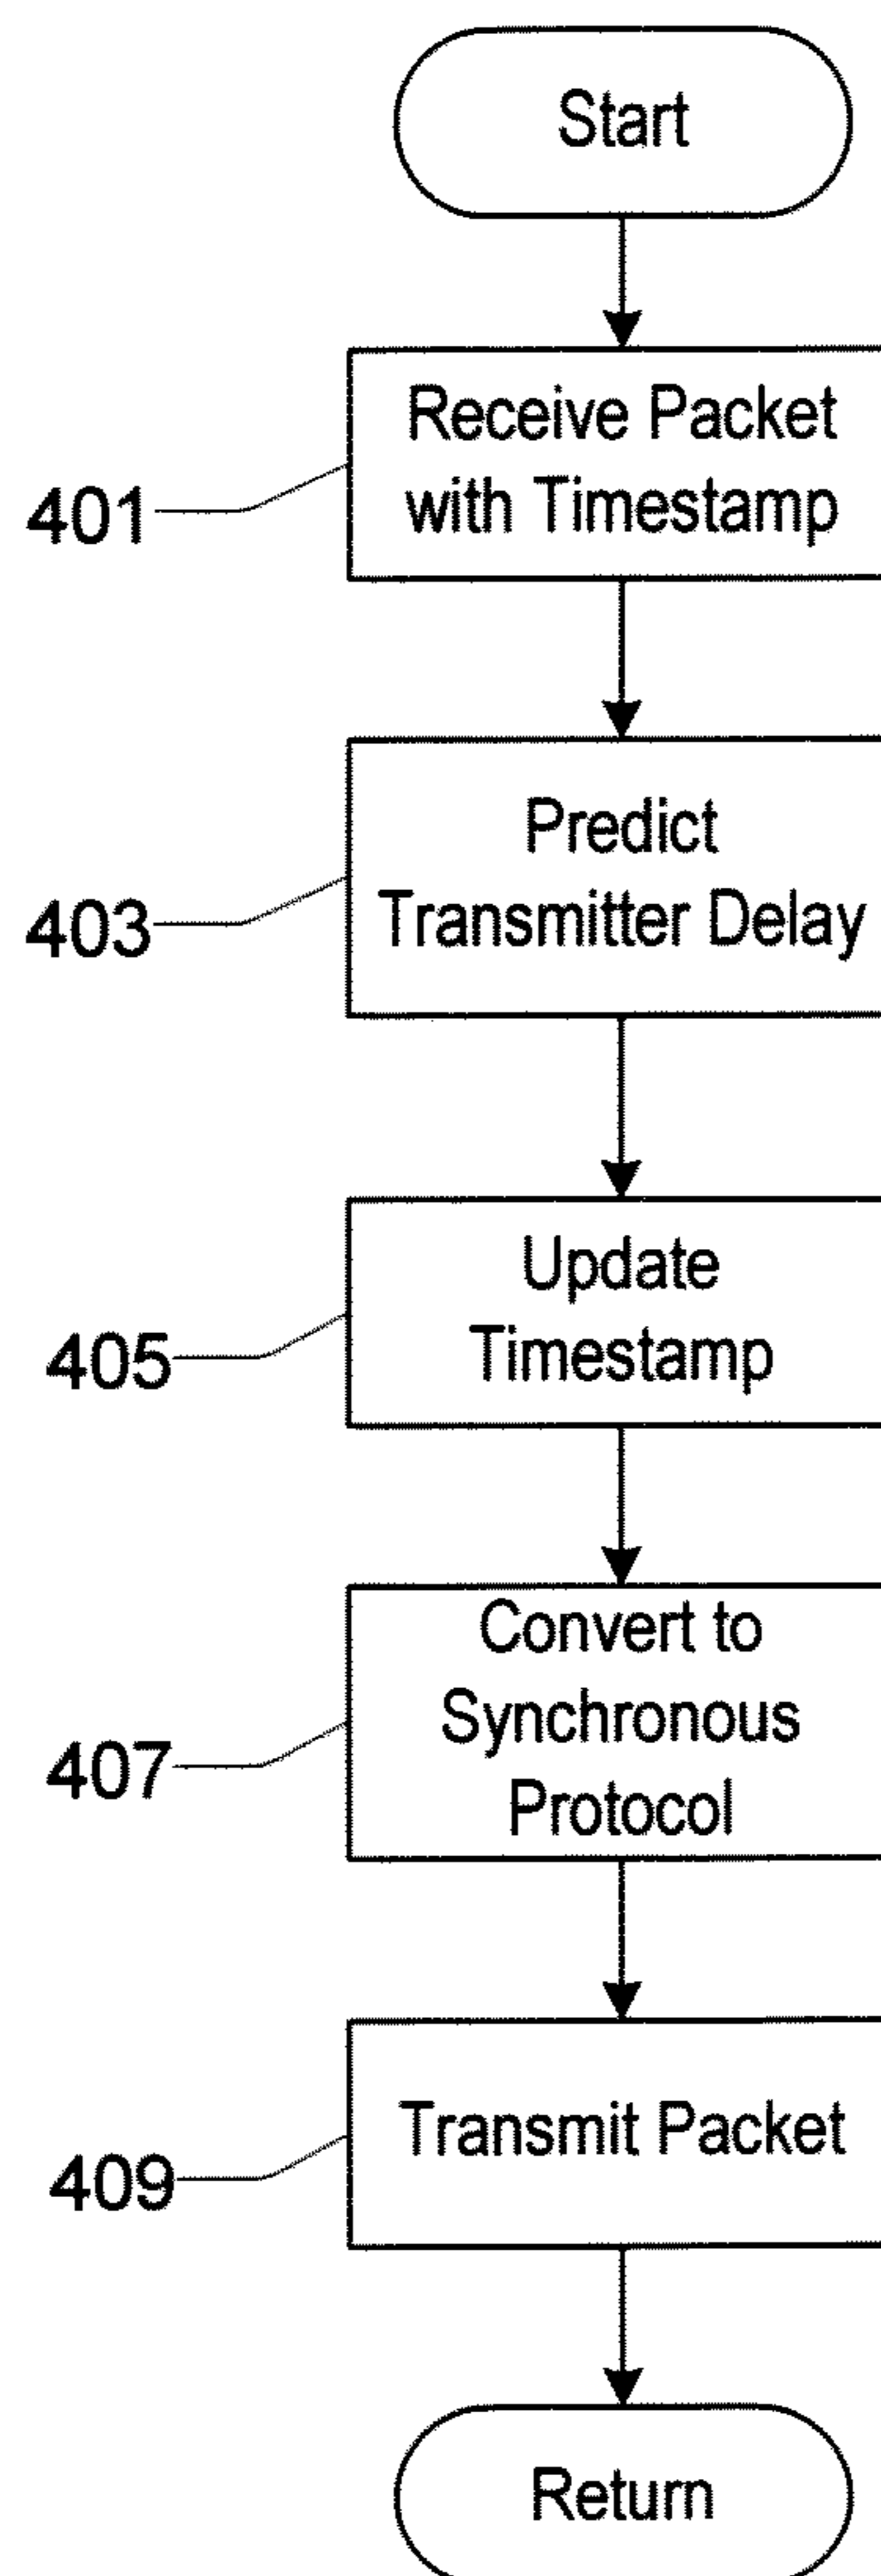 Start
Receive Packet
with Timestamp
401
Predict
Transmitter Delay
403
Update
Timestamp
405
Convert to
Synchronous
Protocol
407
Transmit Packet
409
Return